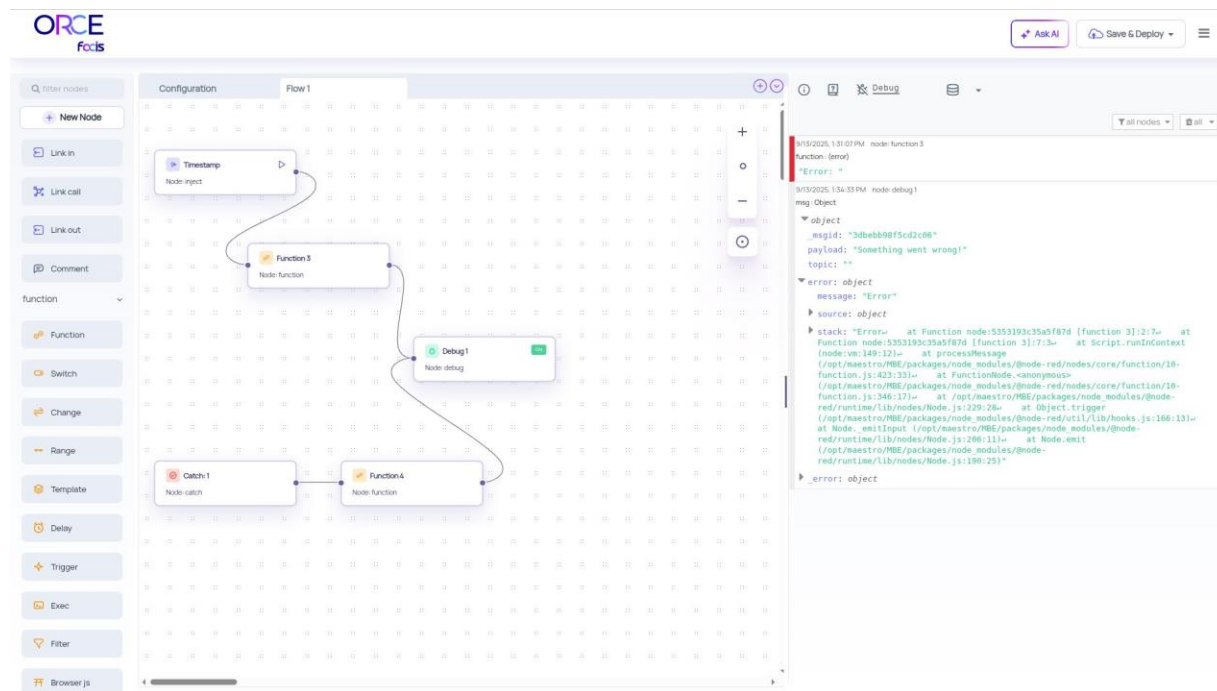 ORCE
facis
Ask AI
Save & Deploy
filter nodes
New Node
Link in
Link call
Link out
Comment
function
Function
Switch
Change
Range
Template
Delay
Trigger
Exec
Filter
Browser js
Configuration
Flow 1
Timestamp
Node: inject
Function 3
Node: function
Debug 1
Node: debug
Catch: 1
Node: catch
Function 4
Node: function
Debug
all nodes
all
9/13/2025, 1:31:07 PM node: function 3
function : (error)
"Error: "
9/13/2025, 1:34:33 PM node: debug 1
msg : Object
object
_msgid: "3dbebb98f5cd2c06"
payload: "Something went wrong!"
topic: ""
error: object
message: "Error"
source: object
stack: "Error↵ at Function node:5353193c35a5f87d [function 3]:2:7↵ at
Function node:5353193c35a5f87d [function 3]:7:3↵ at Script.runInContext
(node:vm:149:12)↵ at processMessage
(/opt/maestro/MBE/packages/node_modules/@node-red/nodes/core/function/10-
function.js:423:33)↵ at FunctionNode.<anonymous>
(/opt/maestro/MBE/packages/node_modules/@node-red/nodes/core/function/10-
function.js:346:17)↵ at /opt/maestro/MBE/packages/node_modules/@node-
red/runtime/lib/nodes/Node.js:229:26↵ at Object.trigger
(/opt/maestro/MBE/packages/node_modules/@node-red/util/lib/hooks.js:166:13)↵
at Node._emitInput (/opt/maestro/MBE/packages/node_modules/@node-
red/runtime/lib/nodes/Node.js:206:11)↵ at Node.emit
(/opt/maestro/MBE/packages/node_modules/@node-
red/runtime/lib/nodes/Node.js:190:25)"
_error: object